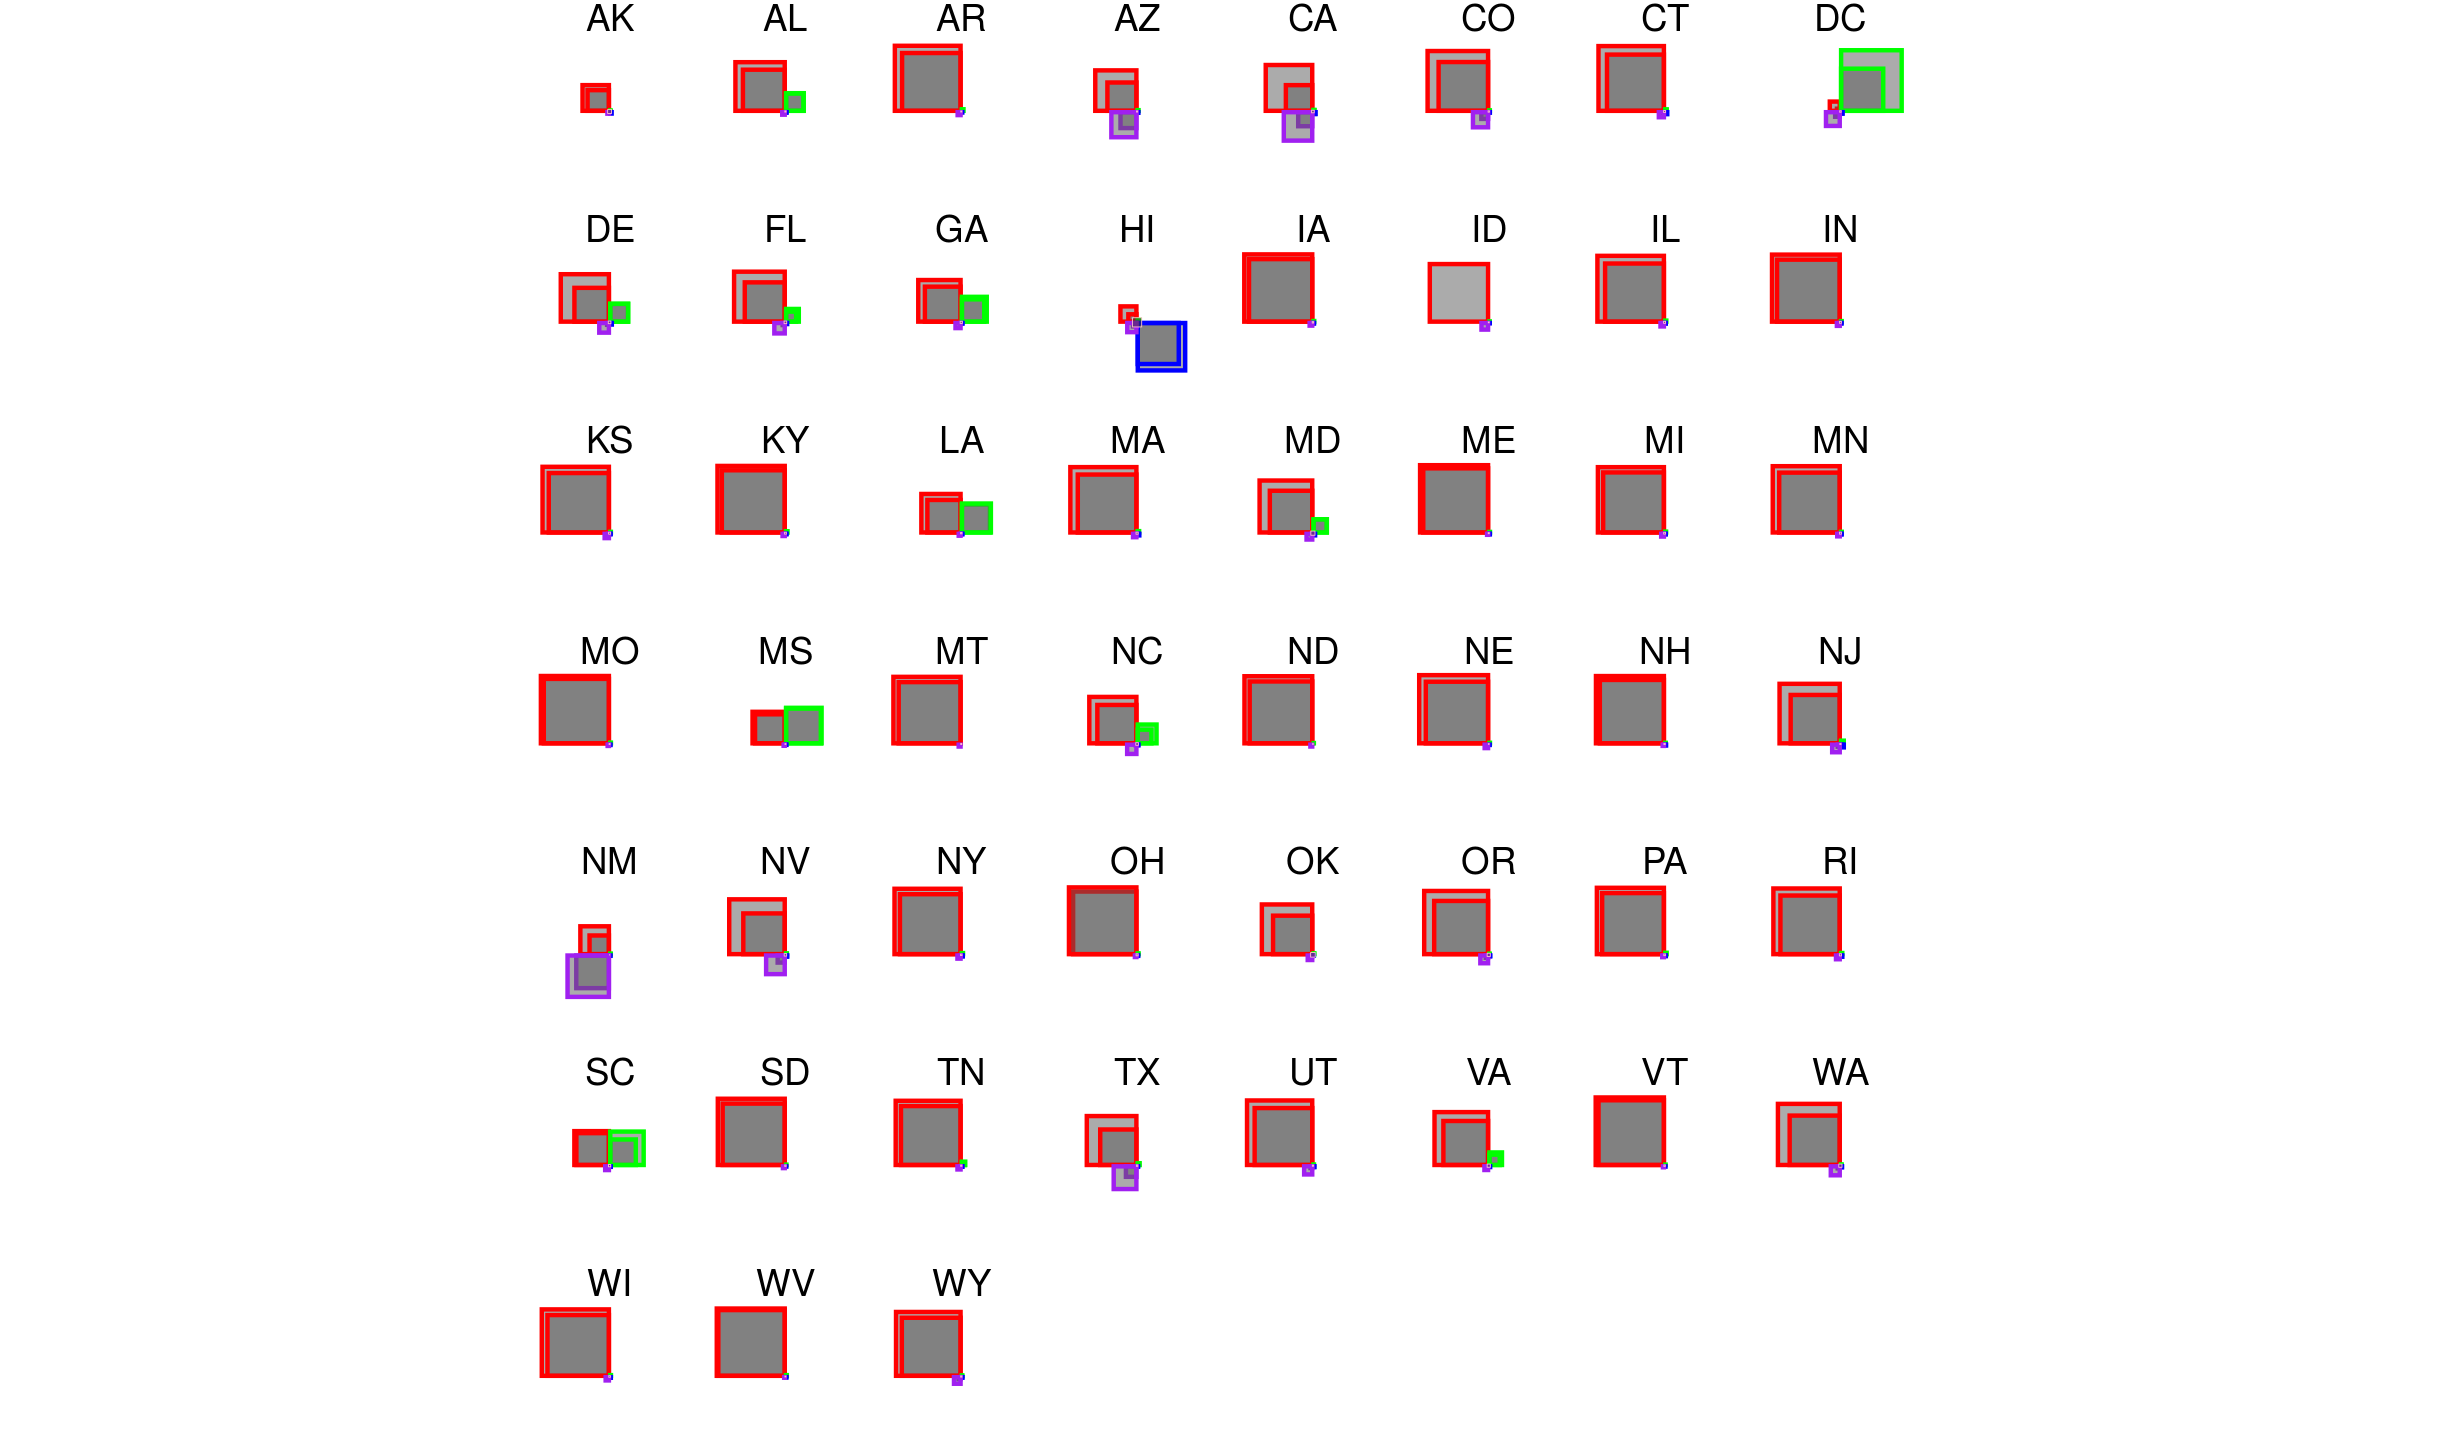 AK AL AR AZ CA CO CT DC
DE FL GA HI IA ID IL IN
KS KY LA MA MD ME MI MN
MO MS MT NC ND NE NH NJ
NM NV NY OH OK OR PA RI
SC SD TN TX UT VA VT WA
WI WV WY